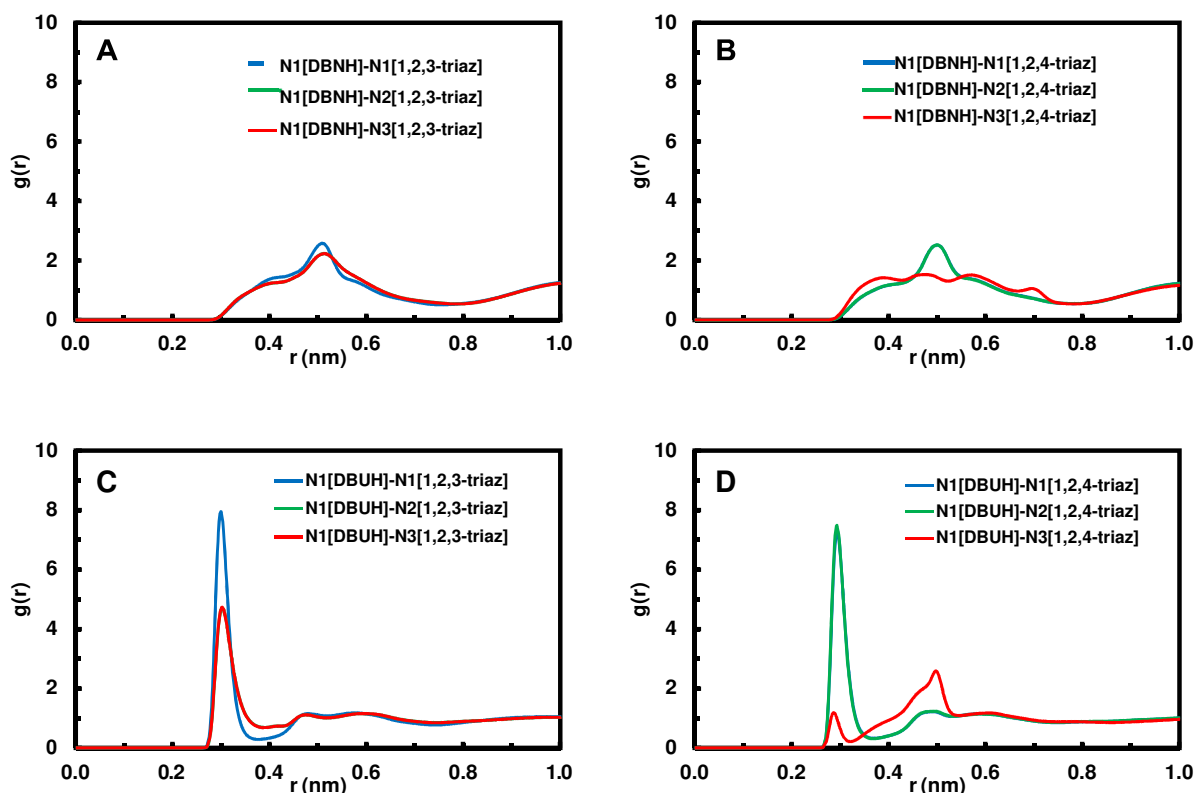 A
N1[DBNH]-N1[1,2,3-triaz]
N1[DBNH]-N2[1,2,3-triaz]
N1[DBNH]-N3[1,2,3-triaz]
10
8
6
4
2
0
g(r)
0.0 0.2 0.4 0.6 0.8 1.0
r (nm)
B
N1[DBNH]-N1[1,2,4-triaz]
N1[DBNH]-N2[1,2,4-triaz]
N1[DBNH]-N3[1,2,4-triaz]
10
8
6
4
2
0
g(r)
0.0 0.2 0.4 0.6 0.8 1.0
r (nm)
C
N1[DBUH]-N1[1,2,3-triaz]
N1[DBUH]-N2[1,2,3-triaz]
N1[DBUH]-N3[1,2,3-triaz]
10
8
6
4
2
0
g(r)
0.0 0.2 0.4 0.6 0.8 1.0
r (nm)
D
N1[DBUH]-N1[1,2,4-triaz]
N1[DBUH]-N2[1,2,4-triaz]
N1[DBUH]-N3[1,2,4-triaz]
10
8
6
4
2
0
g(r)
0.0 0.2 0.4 0.6 0.8 1.0
r (nm)